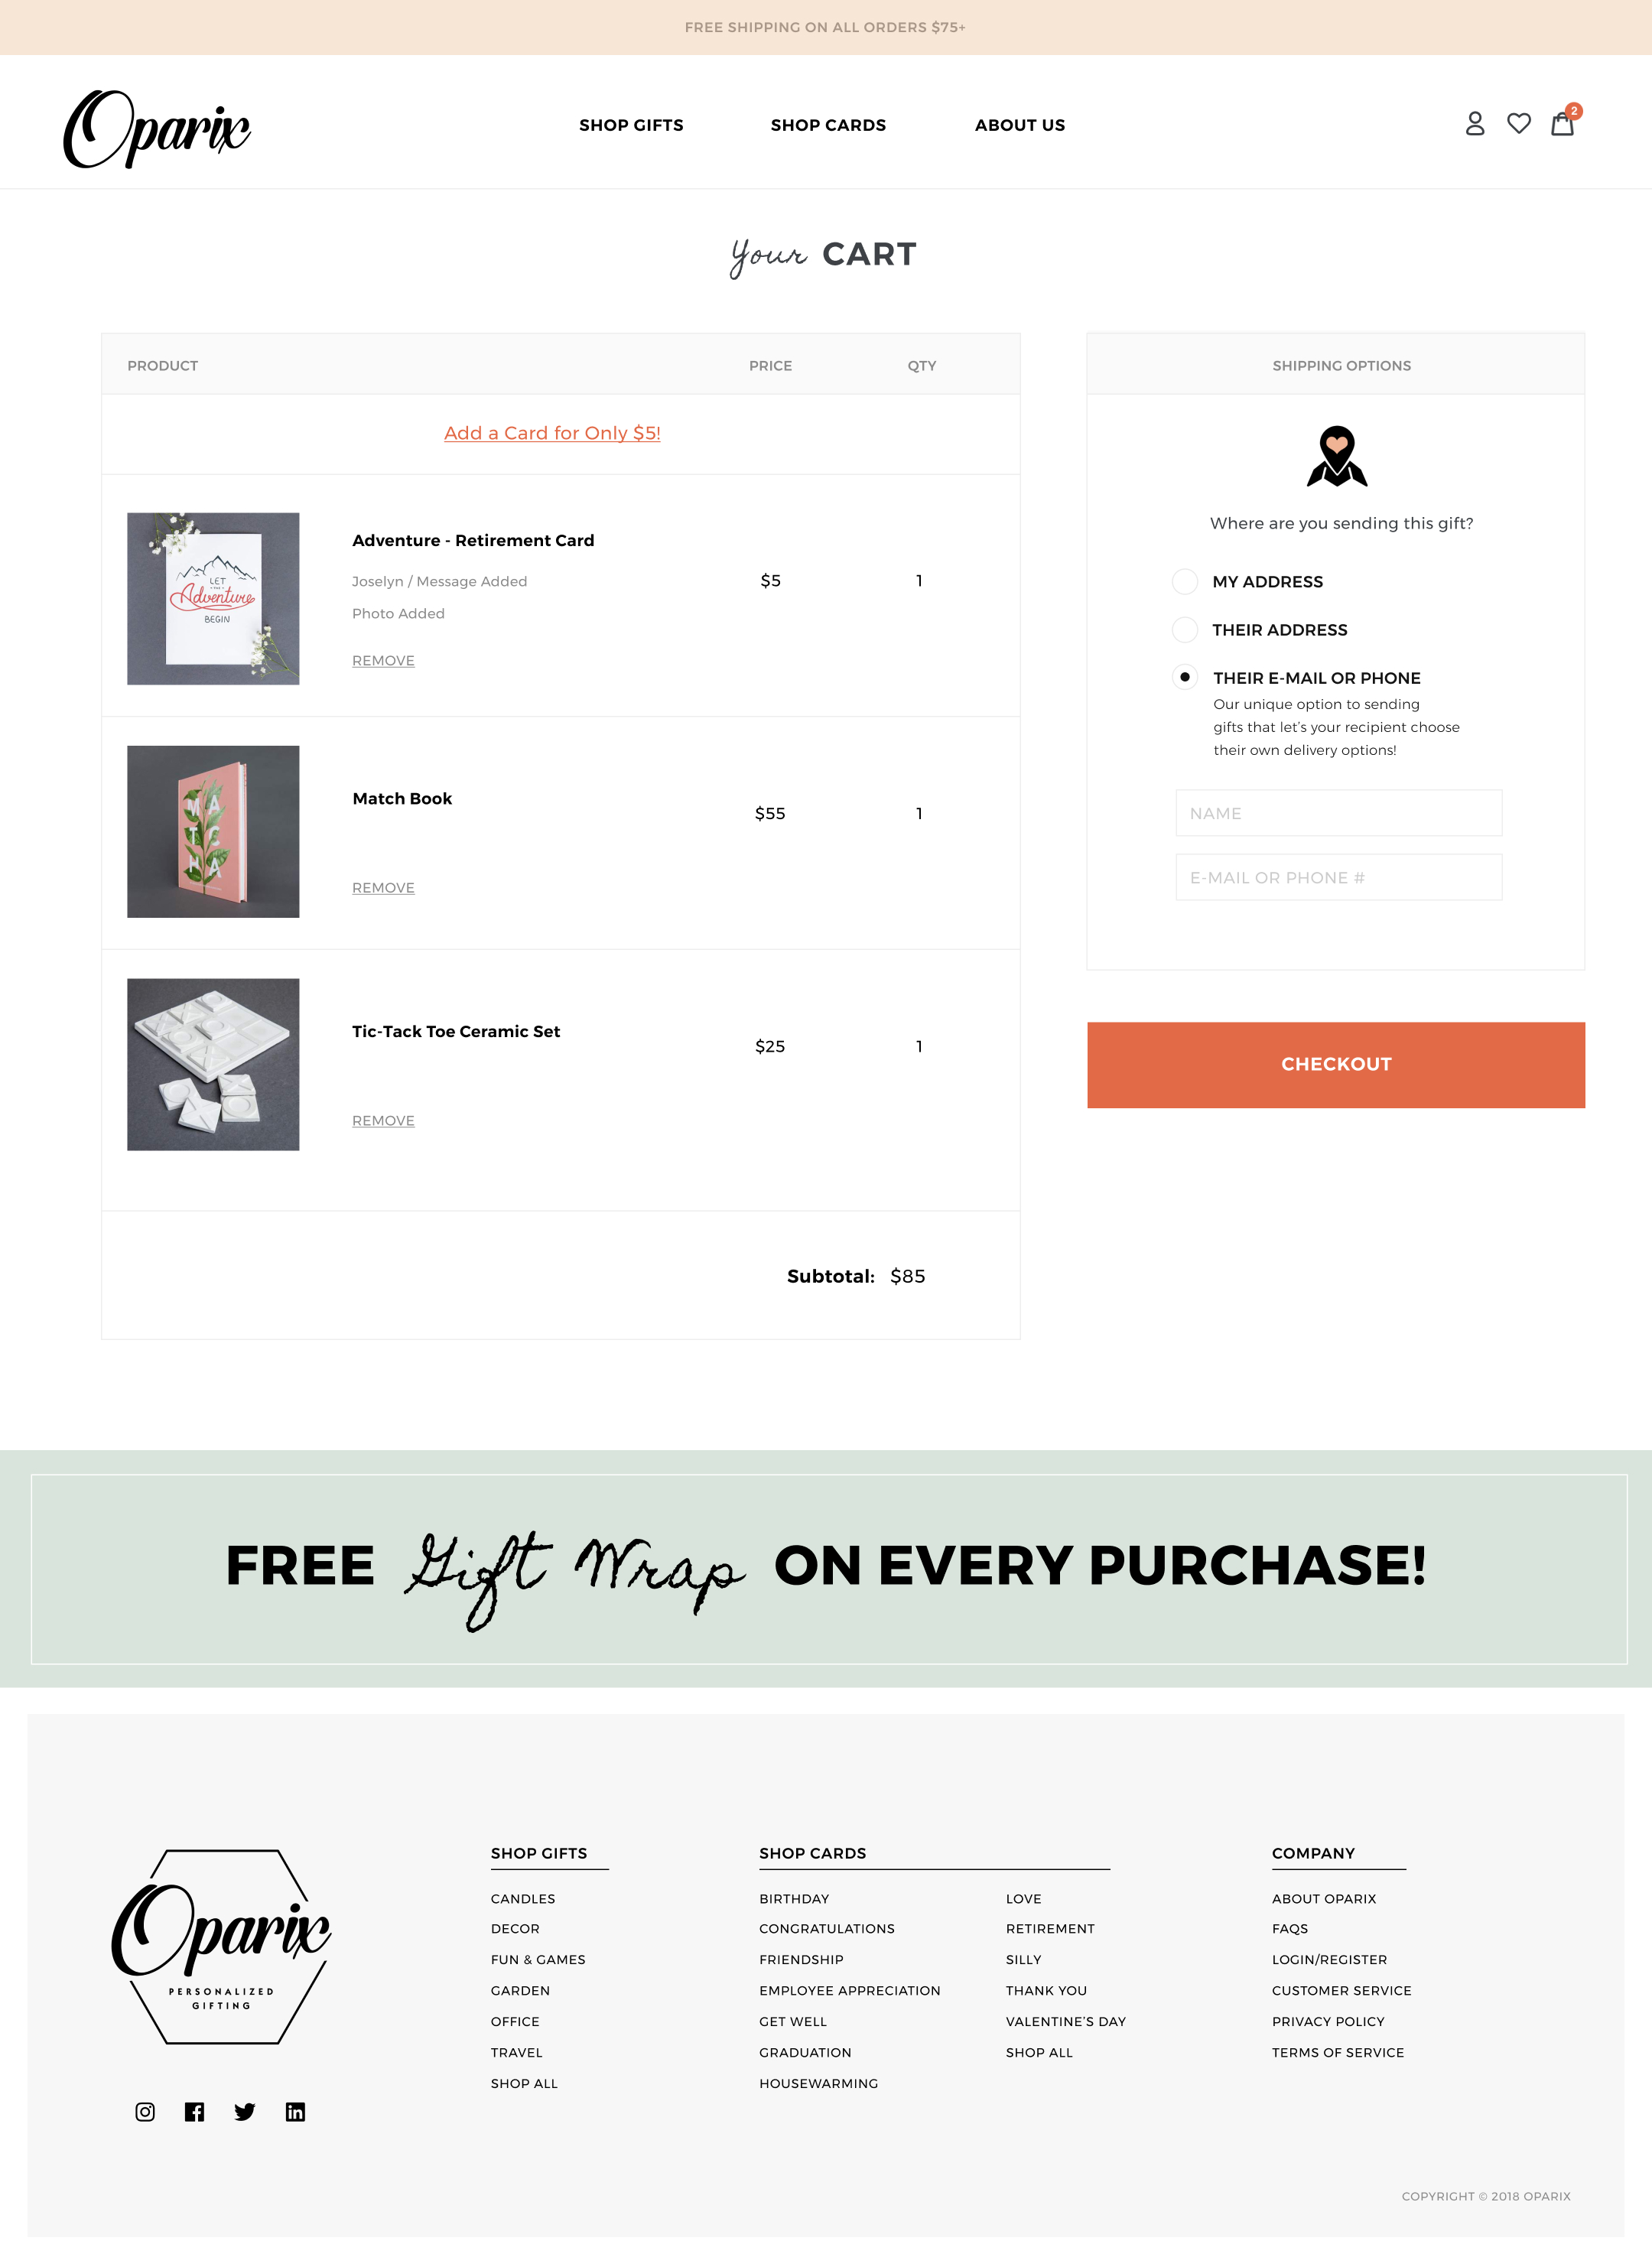 FREE SHIPPING ON ALL ORDERS $75+
Oparix
SHOP GIFTS
SHOP CARDS
ABOUT US
2
Your CART
PRODUCT
PRICE
QTY
Add a Card for Only $5!
LET
Adventure
BEGIN
Adventure - Retirement Card
Joselyn / Message Added
Photo Added
REMOVE
$5
1
MA
TC
HA
Match Book
REMOVE
$55
1
Tic-Tack Toe Ceramic Set
REMOVE
$25
1
Subtotal: $85
SHIPPING OPTIONS
Where are you sending this gift?
MY ADDRESS
THEIR ADDRESS
THEIR E-MAIL OR PHONE
Our unique option to sending
gifts that let’s your recipient choose
their own delivery options!
NAME
E-MAIL OR PHONE #
CHECKOUT
FREE Gift Wrap ON EVERY PURCHASE!
Oparix
PERSONALIZED
GIFTING
SHOP GIFTS
CANDLES
DECOR
FUN & GAMES
GARDEN
OFFICE
TRAVEL
SHOP ALL
SHOP CARDS
BIRTHDAY
CONGRATULATIONS
FRIENDSHIP
EMPLOYEE APPRECIATION
GET WELL
GRADUATION
HOUSEWARMING
LOVE
RETIREMENT
SILLY
THANK YOU
VALENTINE’S DAY
SHOP ALL
COMPANY
ABOUT OPARIX
FAQS
LOGIN/REGISTER
CUSTOMER SERVICE
PRIVACY POLICY
TERMS OF SERVICE
COPYRIGHT © 2018 OPARIX